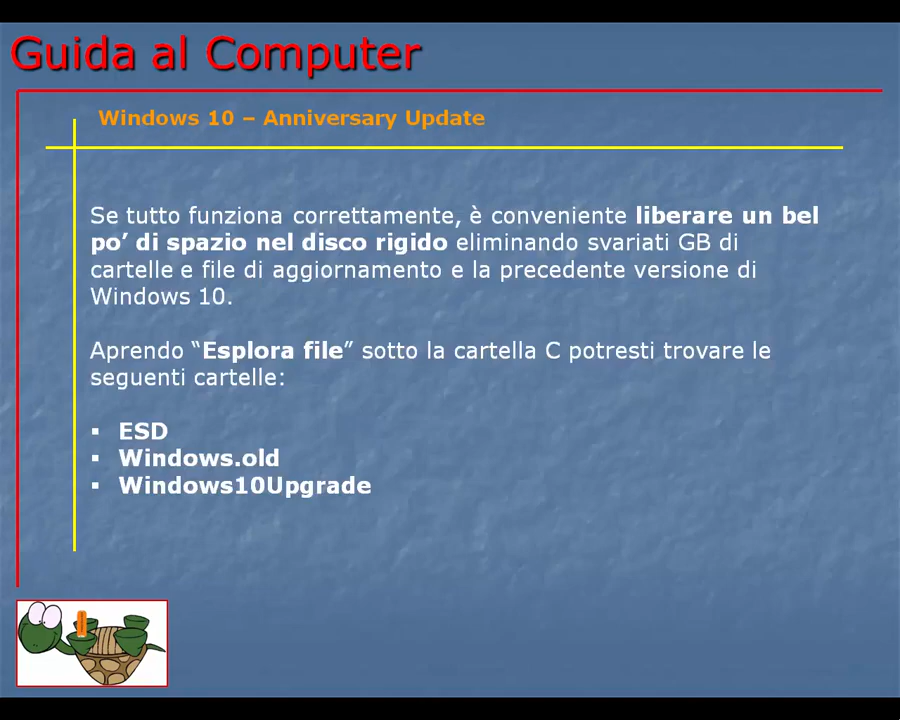 Guida al Computer
Windows 10 – Anniversary Update
Se tutto funziona correttamente, è conveniente liberare un bel
po’ di spazio nel disco rigido eliminando svariati GB di
cartelle e file di aggiornamento e la precedente versione di
Windows 10.
Aprendo “Esplora file” sotto la cartella C potresti trovare le
seguenti cartelle:
▪ ESD
▪ Windows.old
▪ Windows10Upgrade